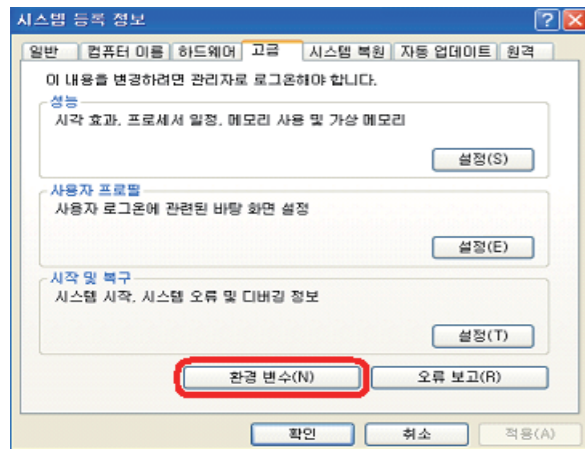 시스템 등록 정보
일반 컴퓨터 이름 하드웨어 고급 시스템 복원 자동 업데이트 원격
이 내용을 변경하려면 관리자로 로그온해야 합니다.
성능
시각 효과, 프로세서 일정, 메모리 사용 및 가상 메모리
설정(S)
사용자 프로필
사용자 로그온에 관련된 바탕 화면 설정
설정(E)
시작 및 복구
시스템 시작, 시스템 오류 및 디버깅 정보
설정(T)
환경 변수(N) 오류 보고(R)
확인 취소 적용(A)